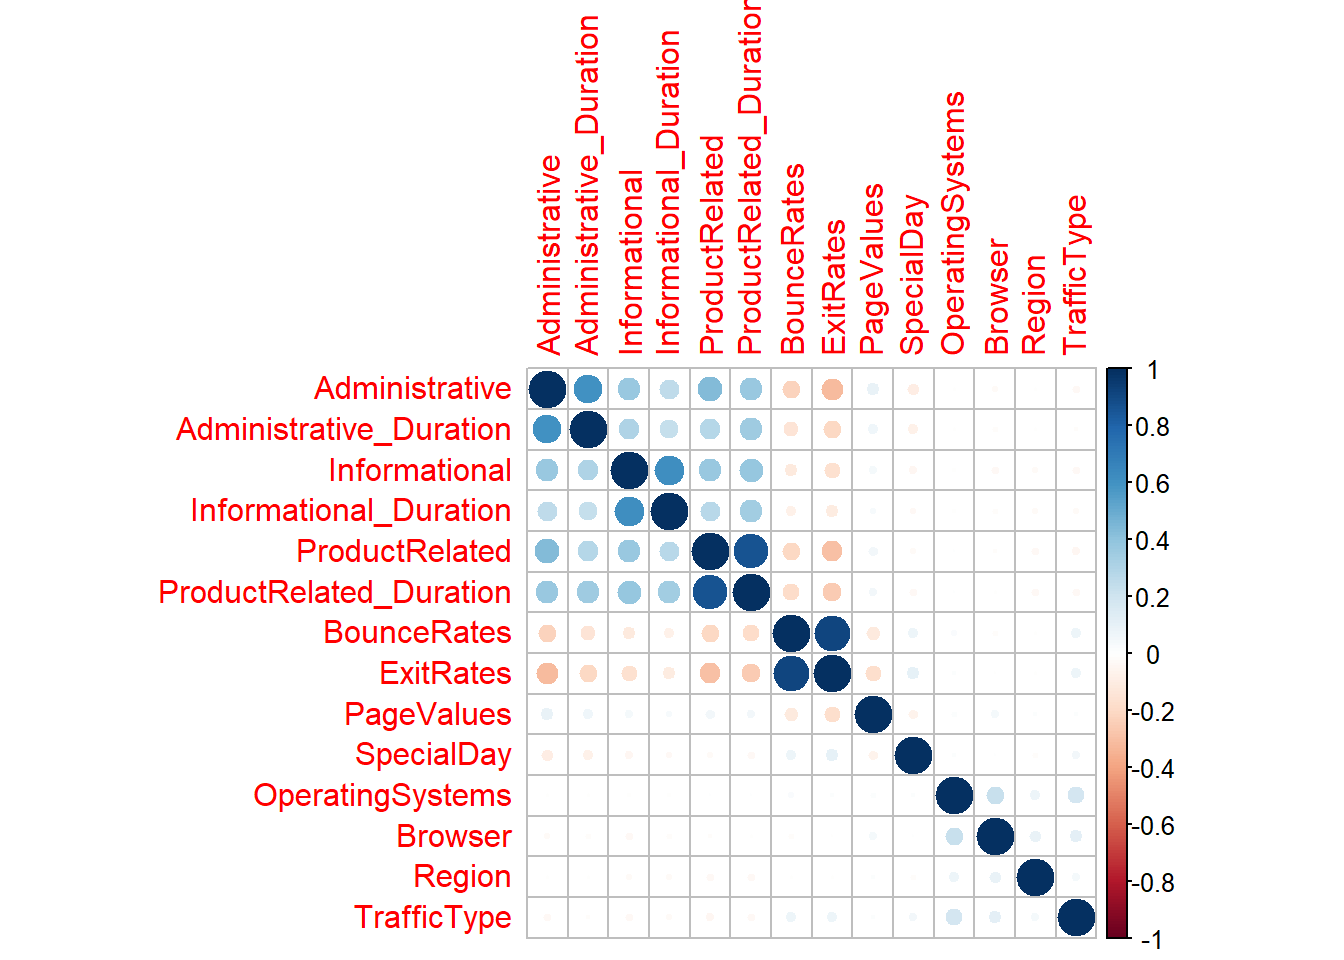 Administrative
Administrative_Duration
Informational
Informational_Duration
ProductRelated
ProductRelated_Duration
BounceRates
ExitRates
PageValues
SpecialDay
OperatingSystems
Browser
Region
TrafficType
Administrative
Administrative_Duration
Informational
Informational_Duration
ProductRelated
ProductRelated_Duration
BounceRates
ExitRates
PageValues
SpecialDay
OperatingSystems
Browser
Region
TrafficType
1
0.8
0.6
0.4
0.2
0
-0.2
-0.4
-0.6
-0.8
-1